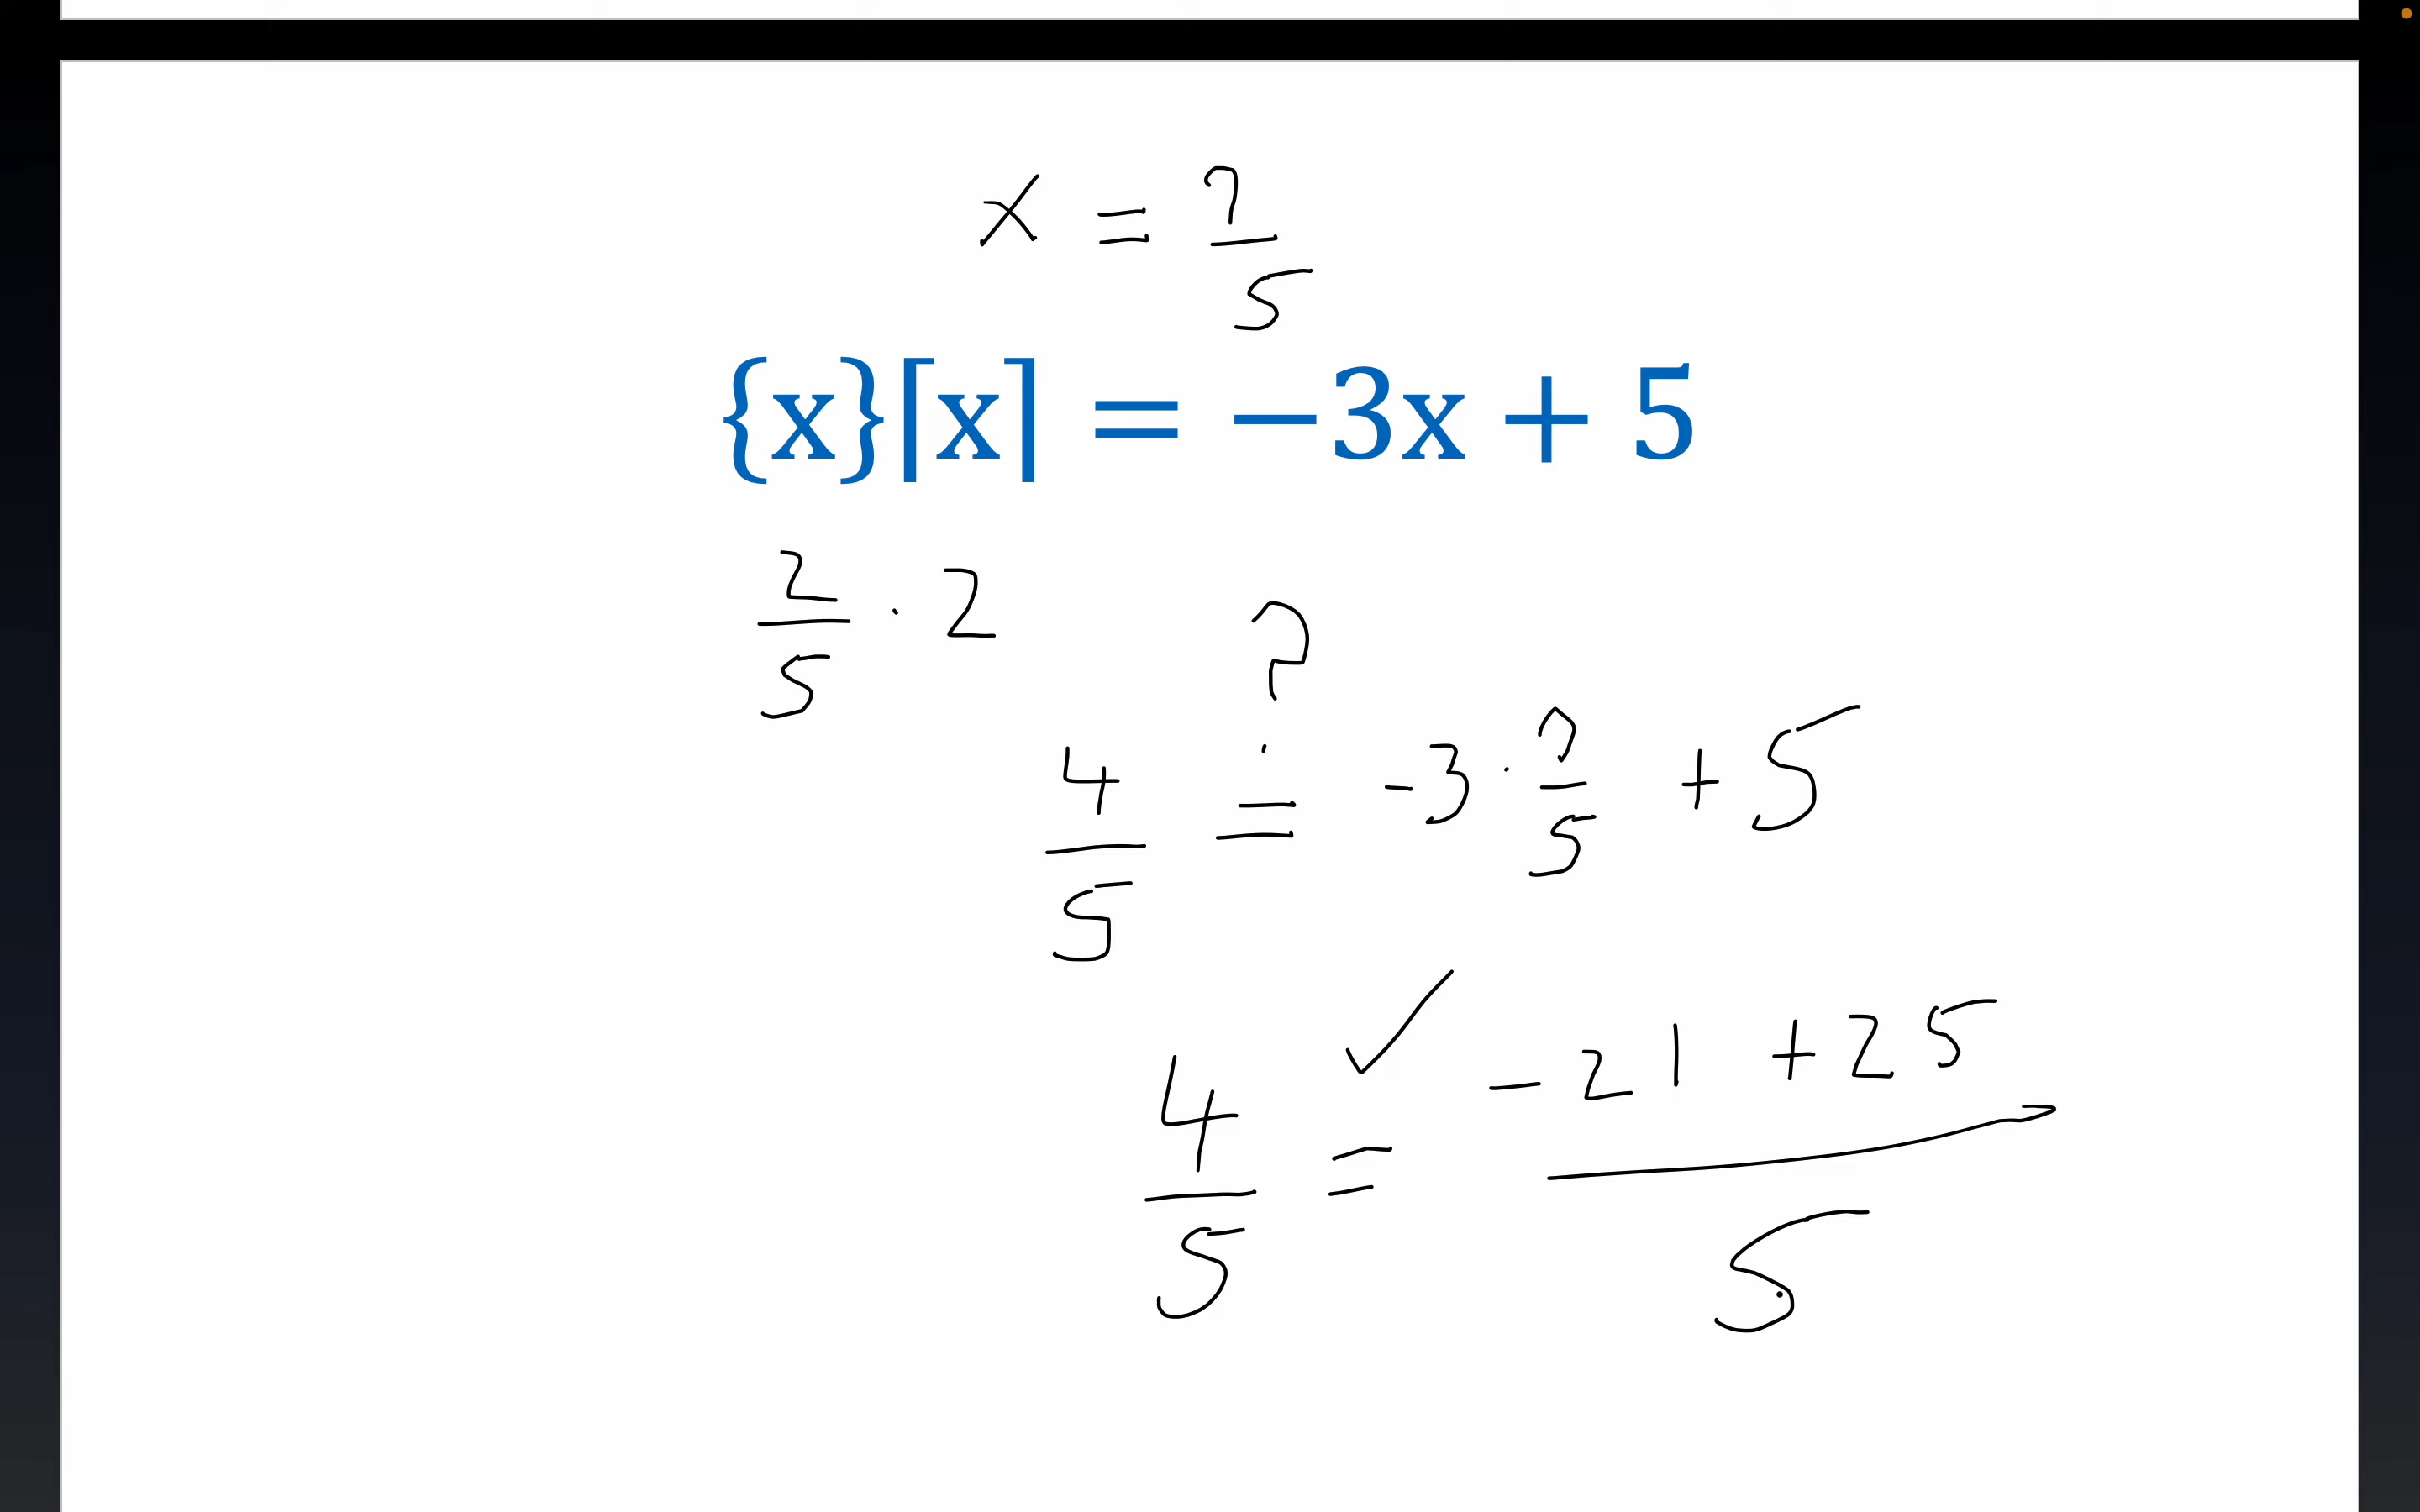 x = 7/5
{x}⌈x⌉ = −3x + 5
2/5 · 2
?
4/5 = -3 · 7/5 + 5
✓
4/5 = (-21 + 25)/5